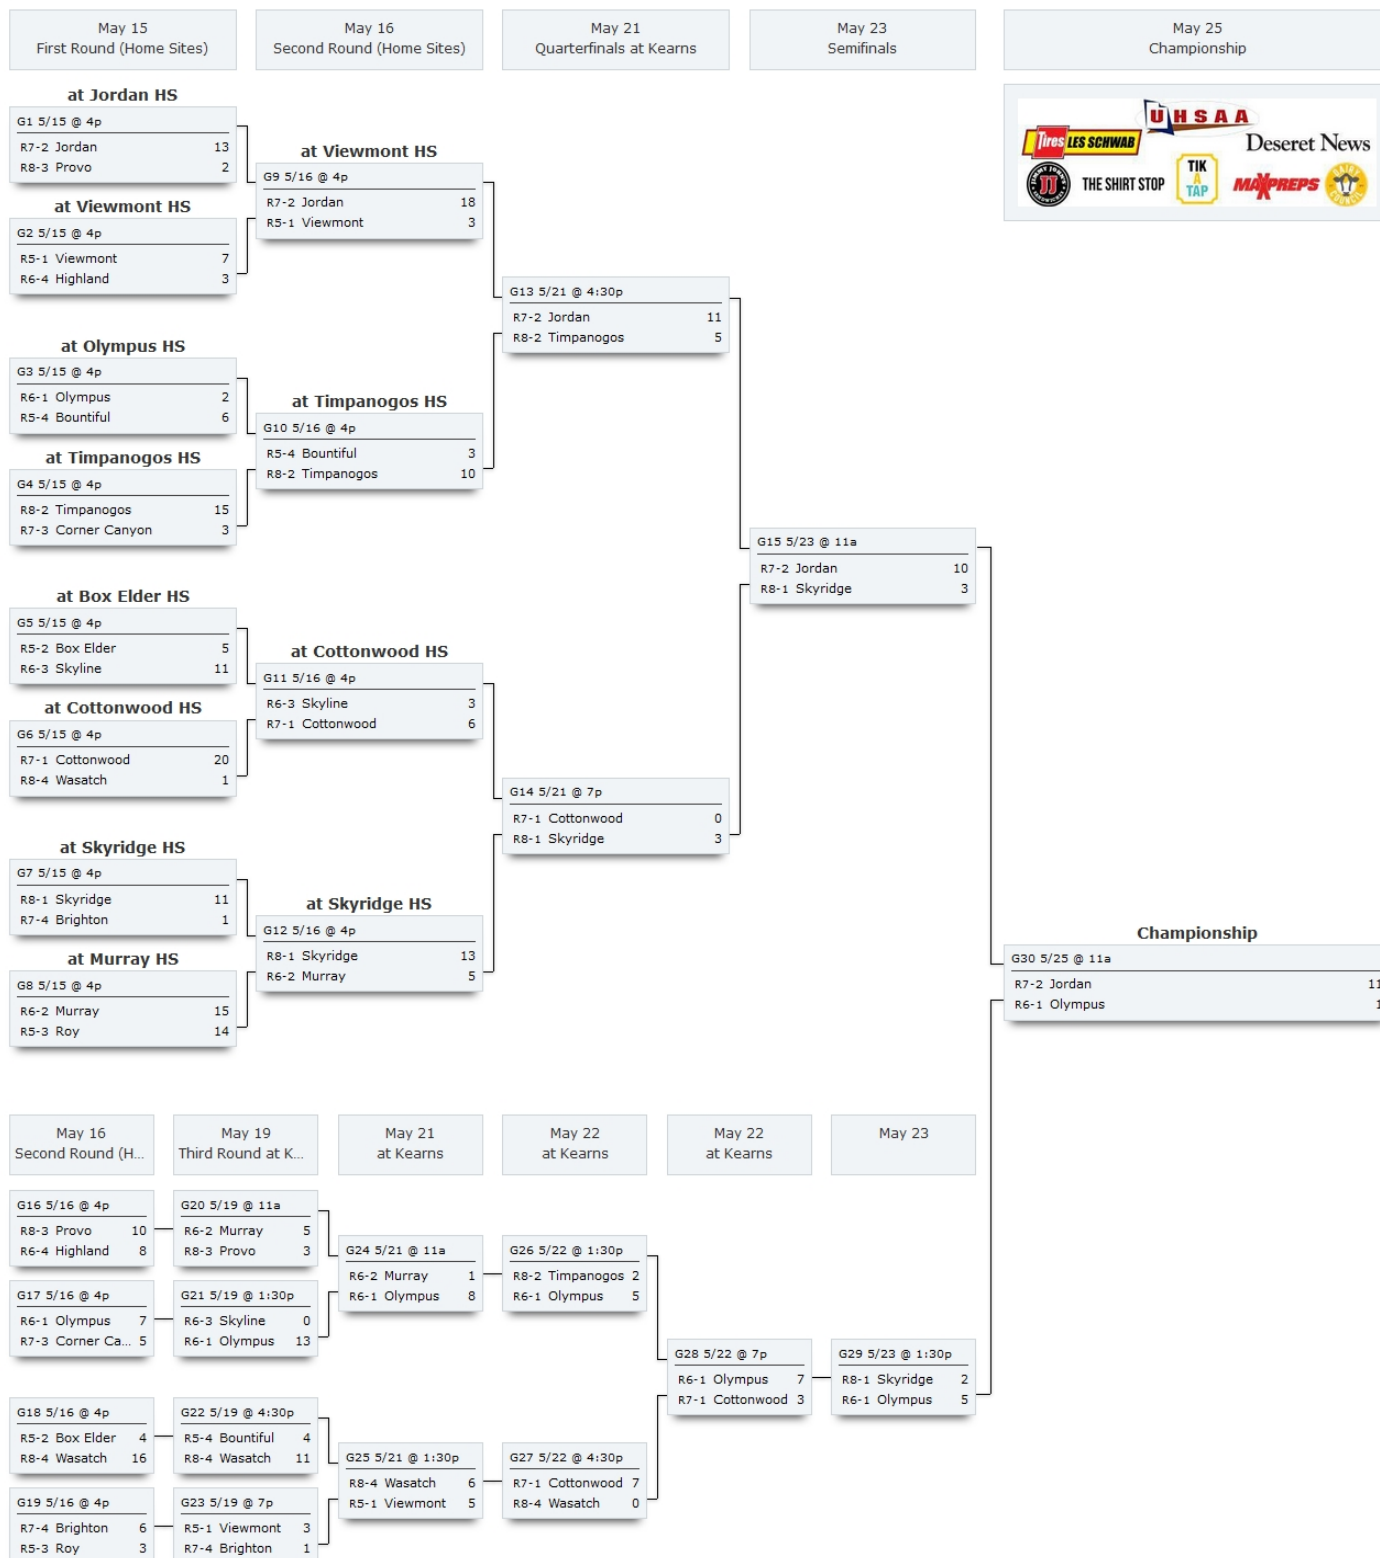 May 15
First Round (Home Sites)
May 16
Second Round (Home Sites)
May 21
Quarterfinals at Kearns
May 23
Semifinals
May 25
Championship
UHSAA
Tires LES SCHWAB
Deseret News
JIMMY JOHN'S
JJ
THE SHIRT STOP
TIK
A
TAP
MAXPREPS
at Jordan HS
G1 5/15 @ 4p
R7-2 Jordan 13
R8-3 Provo 2
at Viewmont HS
G2 5/15 @ 4p
R5-1 Viewmont 7
R6-4 Highland 3
at Olympus HS
G3 5/15 @ 4p
R6-1 Olympus 2
R5-4 Bountiful 6
at Timpanogos HS
G4 5/15 @ 4p
R8-2 Timpanogos 15
R7-3 Corner Canyon 3
at Box Elder HS
G5 5/15 @ 4p
R5-2 Box Elder 5
R6-3 Skyline 11
at Cottonwood HS
G6 5/15 @ 4p
R7-1 Cottonwood 20
R8-4 Wasatch 1
at Skyridge HS
G7 5/15 @ 4p
R8-1 Skyridge 11
R7-4 Brighton 1
at Murray HS
G8 5/15 @ 4p
R6-2 Murray 15
R5-3 Roy 14
at Viewmont HS
G9 5/16 @ 4p
R7-2 Jordan 18
R5-1 Viewmont 3
at Timpanogos HS
G10 5/16 @ 4p
R5-4 Bountiful 3
R8-2 Timpanogos 10
at Cottonwood HS
G11 5/16 @ 4p
R6-3 Skyline 3
R7-1 Cottonwood 6
at Skyridge HS
G12 5/16 @ 4p
R8-1 Skyridge 13
R6-2 Murray 5
G13 5/21 @ 4:30p
R7-2 Jordan 11
R8-2 Timpanogos 5
G14 5/21 @ 7p
R7-1 Cottonwood 0
R8-1 Skyridge 3
G15 5/23 @ 11a
R7-2 Jordan 10
R8-1 Skyridge 3
Championship
G30 5/25 @ 11a
R7-2 Jordan 11
R6-1 Olympus 1
May 16
Second Round (H...
May 19
Third Round at K...
May 21
at Kearns
May 22
at Kearns
May 22
at Kearns
May 23
G16 5/16 @ 4p
R8-3 Provo 10
R6-4 Highland 8
G17 5/16 @ 4p
R6-1 Olympus 7
R7-3 Corner Ca... 5
G18 5/16 @ 4p
R5-2 Box Elder 4
R8-4 Wasatch 16
G19 5/16 @ 4p
R7-4 Brighton 6
R5-3 Roy 3
G20 5/19 @ 11a
R6-2 Murray 5
R8-3 Provo 3
G21 5/19 @ 1:30p
R6-3 Skyline 0
R6-1 Olympus 13
G22 5/19 @ 4:30p
R5-4 Bountiful 4
R8-4 Wasatch 11
G23 5/19 @ 7p
R5-1 Viewmont 3
R7-4 Brighton 1
G24 5/21 @ 11a
R6-2 Murray 1
R6-1 Olympus 8
G25 5/21 @ 1:30p
R8-4 Wasatch 6
R5-1 Viewmont 5
G26 5/22 @ 1:30p
R8-2 Timpanogos 2
R6-1 Olympus 5
G27 5/22 @ 4:30p
R7-1 Cottonwood 7
R8-4 Wasatch 0
G28 5/22 @ 7p
R6-1 Olympus 7
R7-1 Cottonwood 3
G29 5/23 @ 1:30p
R8-1 Skyridge 2
R6-1 Olympus 5